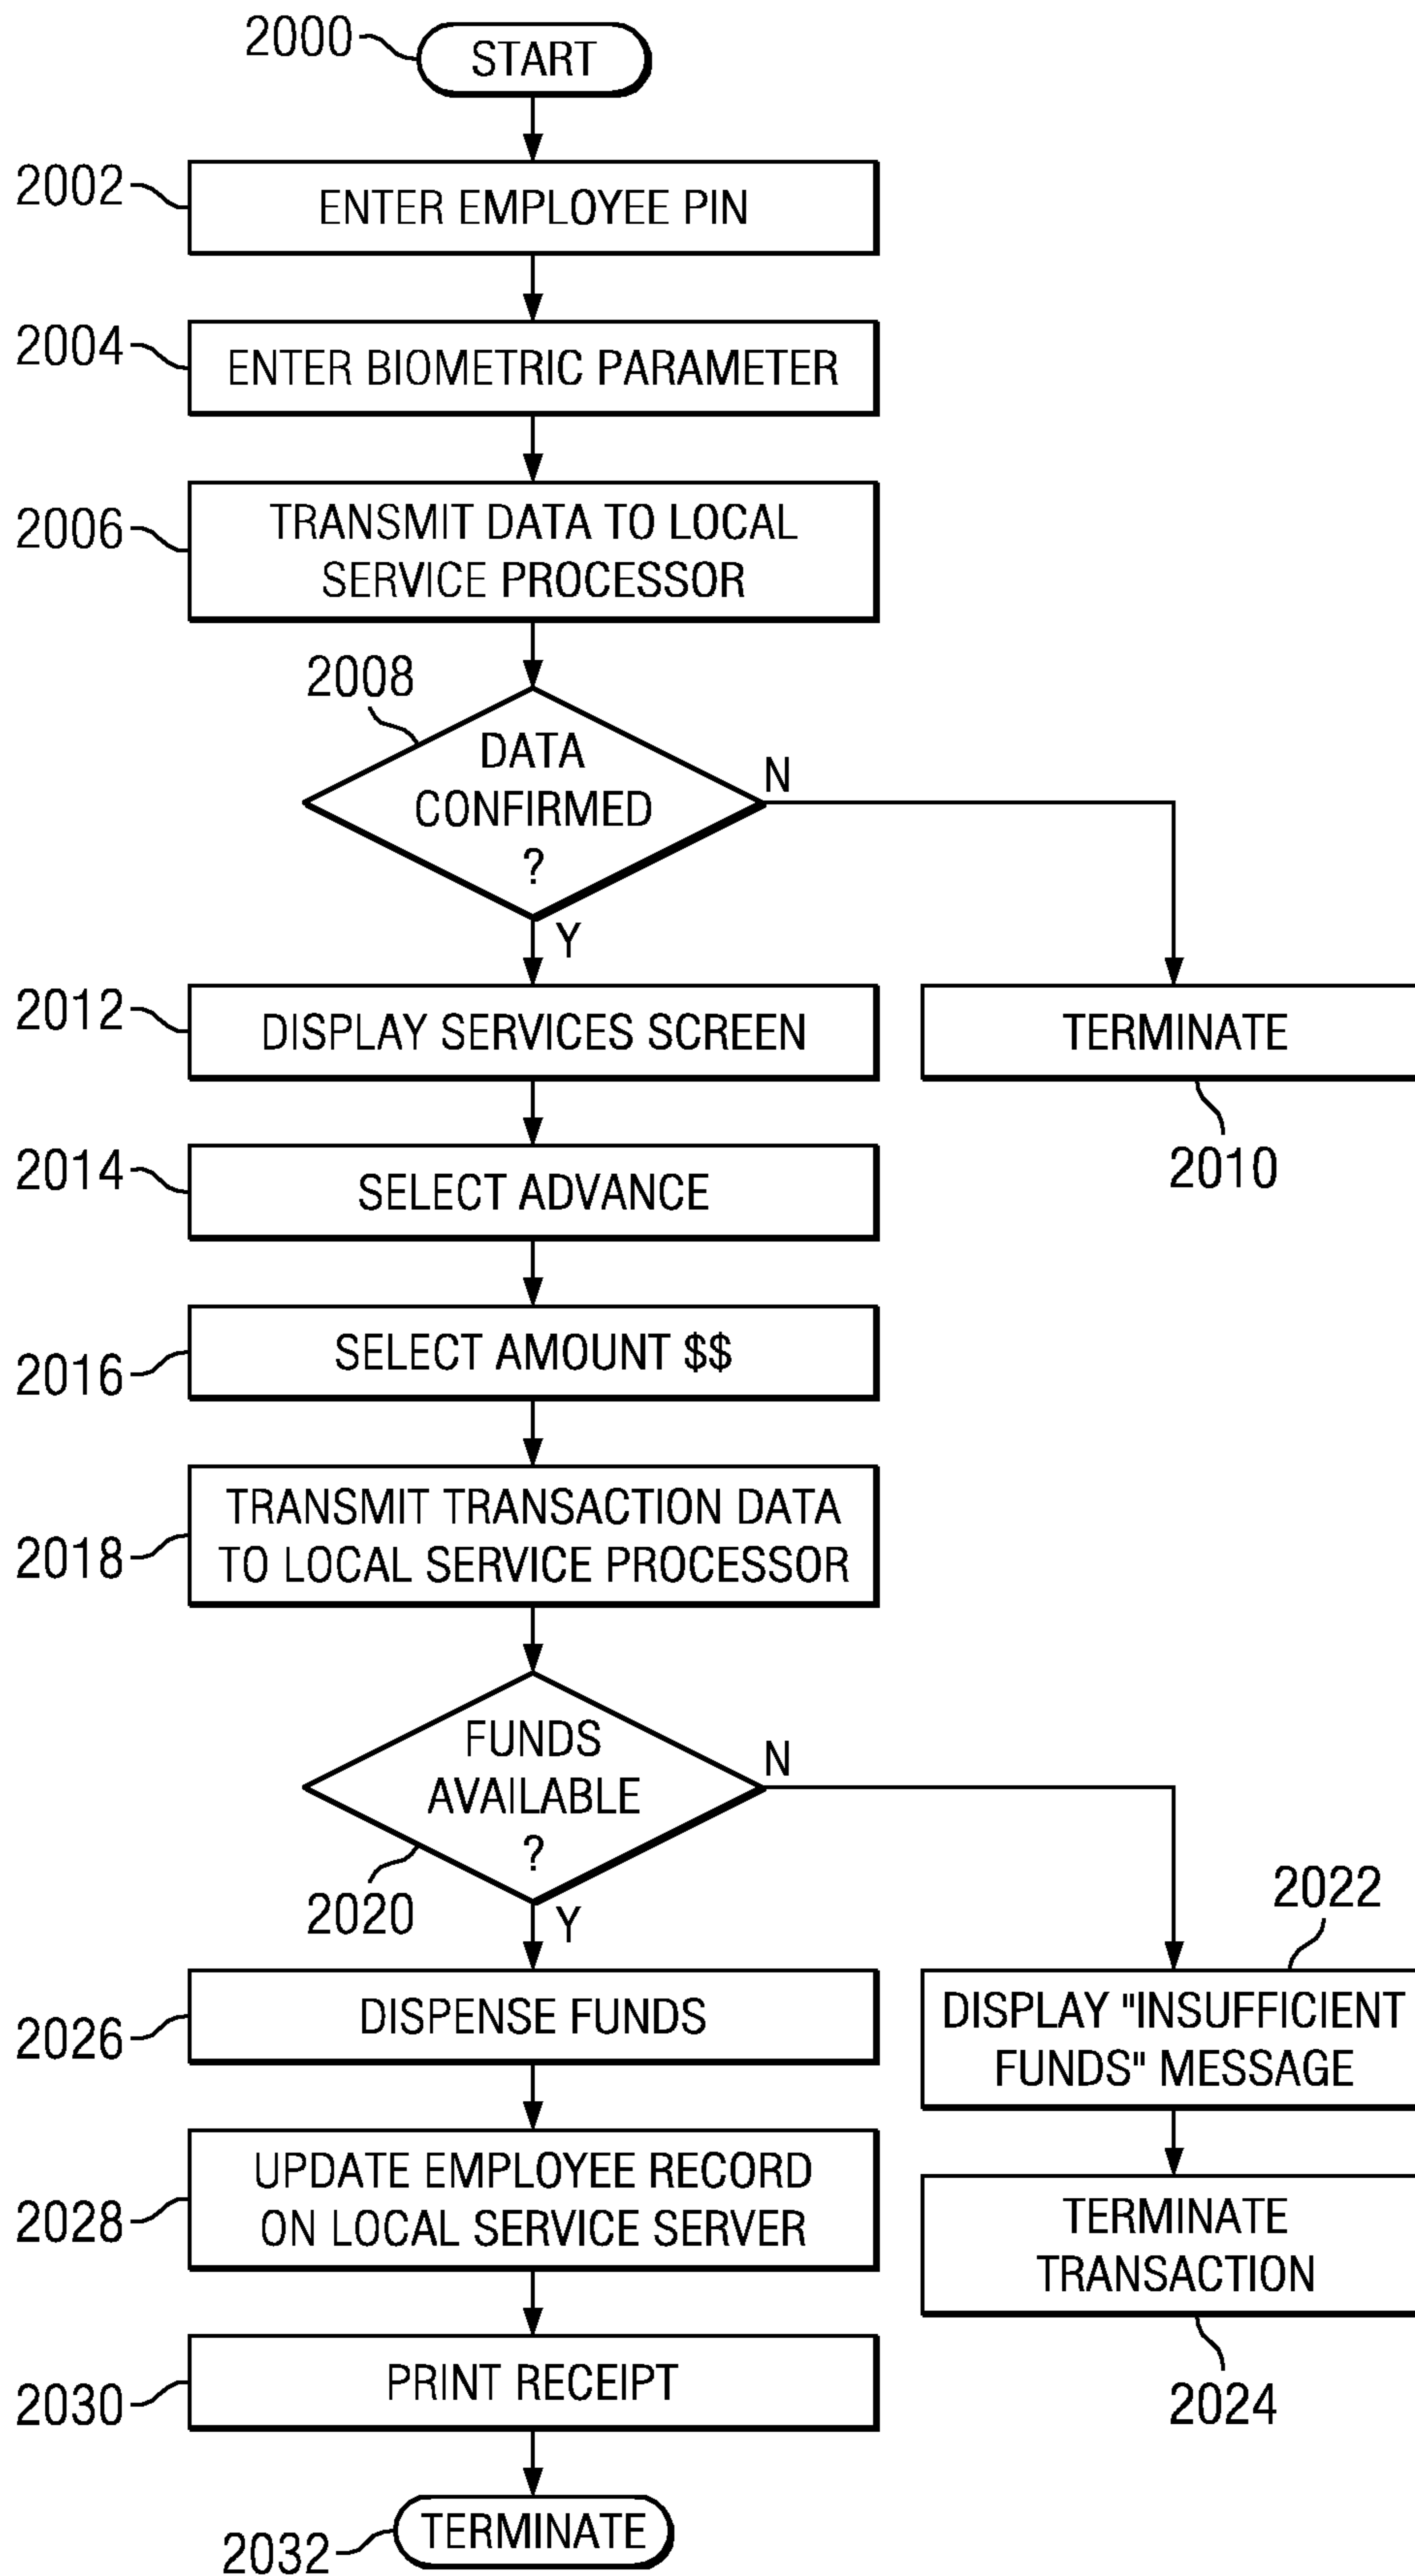 2000
START
2002
ENTER EMPLOYEE PIN
2004
ENTER BIOMETRIC PARAMETER
2006
TRANSMIT DATA TO LOCAL
SERVICE PROCESSOR
2008
DATA
CONFIRMED
?
N
Y
2012
DISPLAY SERVICES SCREEN
TERMINATE
2010
2014
SELECT ADVANCE
2016
SELECT AMOUNT $$
2018
TRANSMIT TRANSACTION DATA
TO LOCAL SERVICE PROCESSOR
FUNDS
AVAILABLE
?
N
2020
Y
2022
2026
DISPENSE FUNDS
DISPLAY "INSUFFICIENT
FUNDS" MESSAGE
2028
UPDATE EMPLOYEE RECORD
ON LOCAL SERVICE SERVER
TERMINATE
TRANSACTION
2024
2030
PRINT RECEIPT
2032
TERMINATE